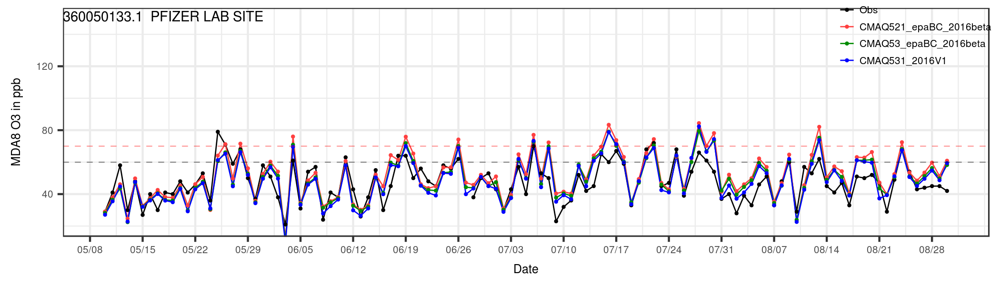 360050133.1  PFIZER LAB SITE
Obs
CMAQ521_epaBC_2016beta
CMAQ53_epaBC_2016beta
CMAQ531_2016V1
MDA8 O3 in ppb
120
80
40
05/08 05/15 05/22 05/29 06/05 06/12 06/19 06/26 07/03 07/10 07/17 07/24 07/31 08/07 08/14 08/21 08/28
Date